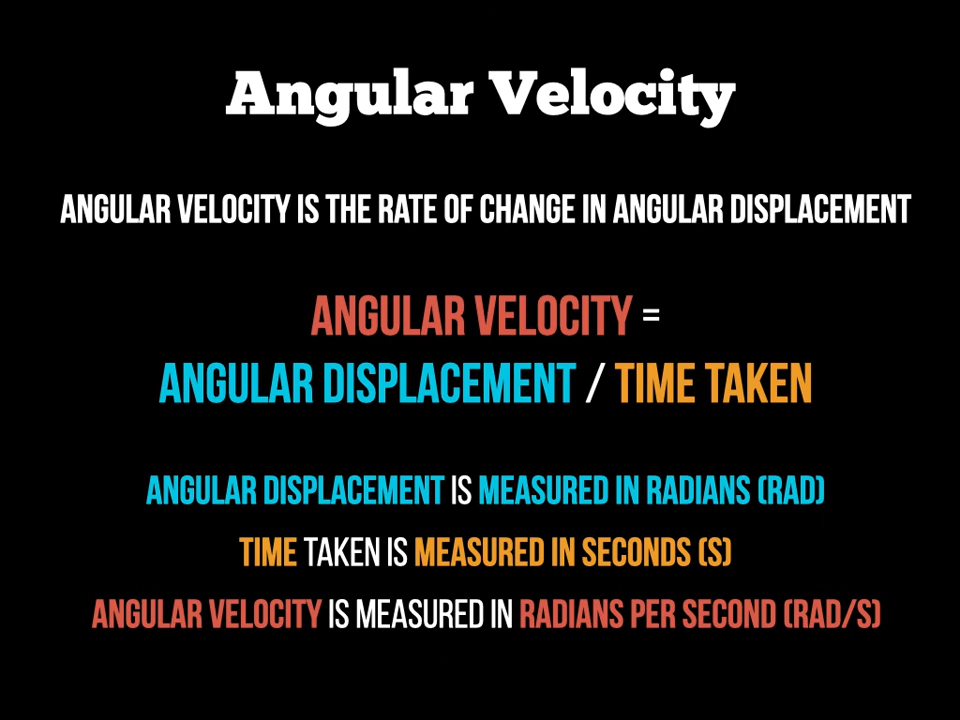 Angular Velocity
ANGULAR VELOCITY IS THE RATE OF CHANGE IN ANGULAR DISPLACEMENT
ANGULAR VELOCITY =
ANGULAR DISPLACEMENT / TIME TAKEN
ANGULAR DISPLACEMENT IS MEASURED IN RADIANS (RAD)
TIME TAKEN IS MEASURED IN SECONDS (S)
ANGULAR VELOCITY IS MEASURED IN RADIANS PER SECOND (RAD/S)